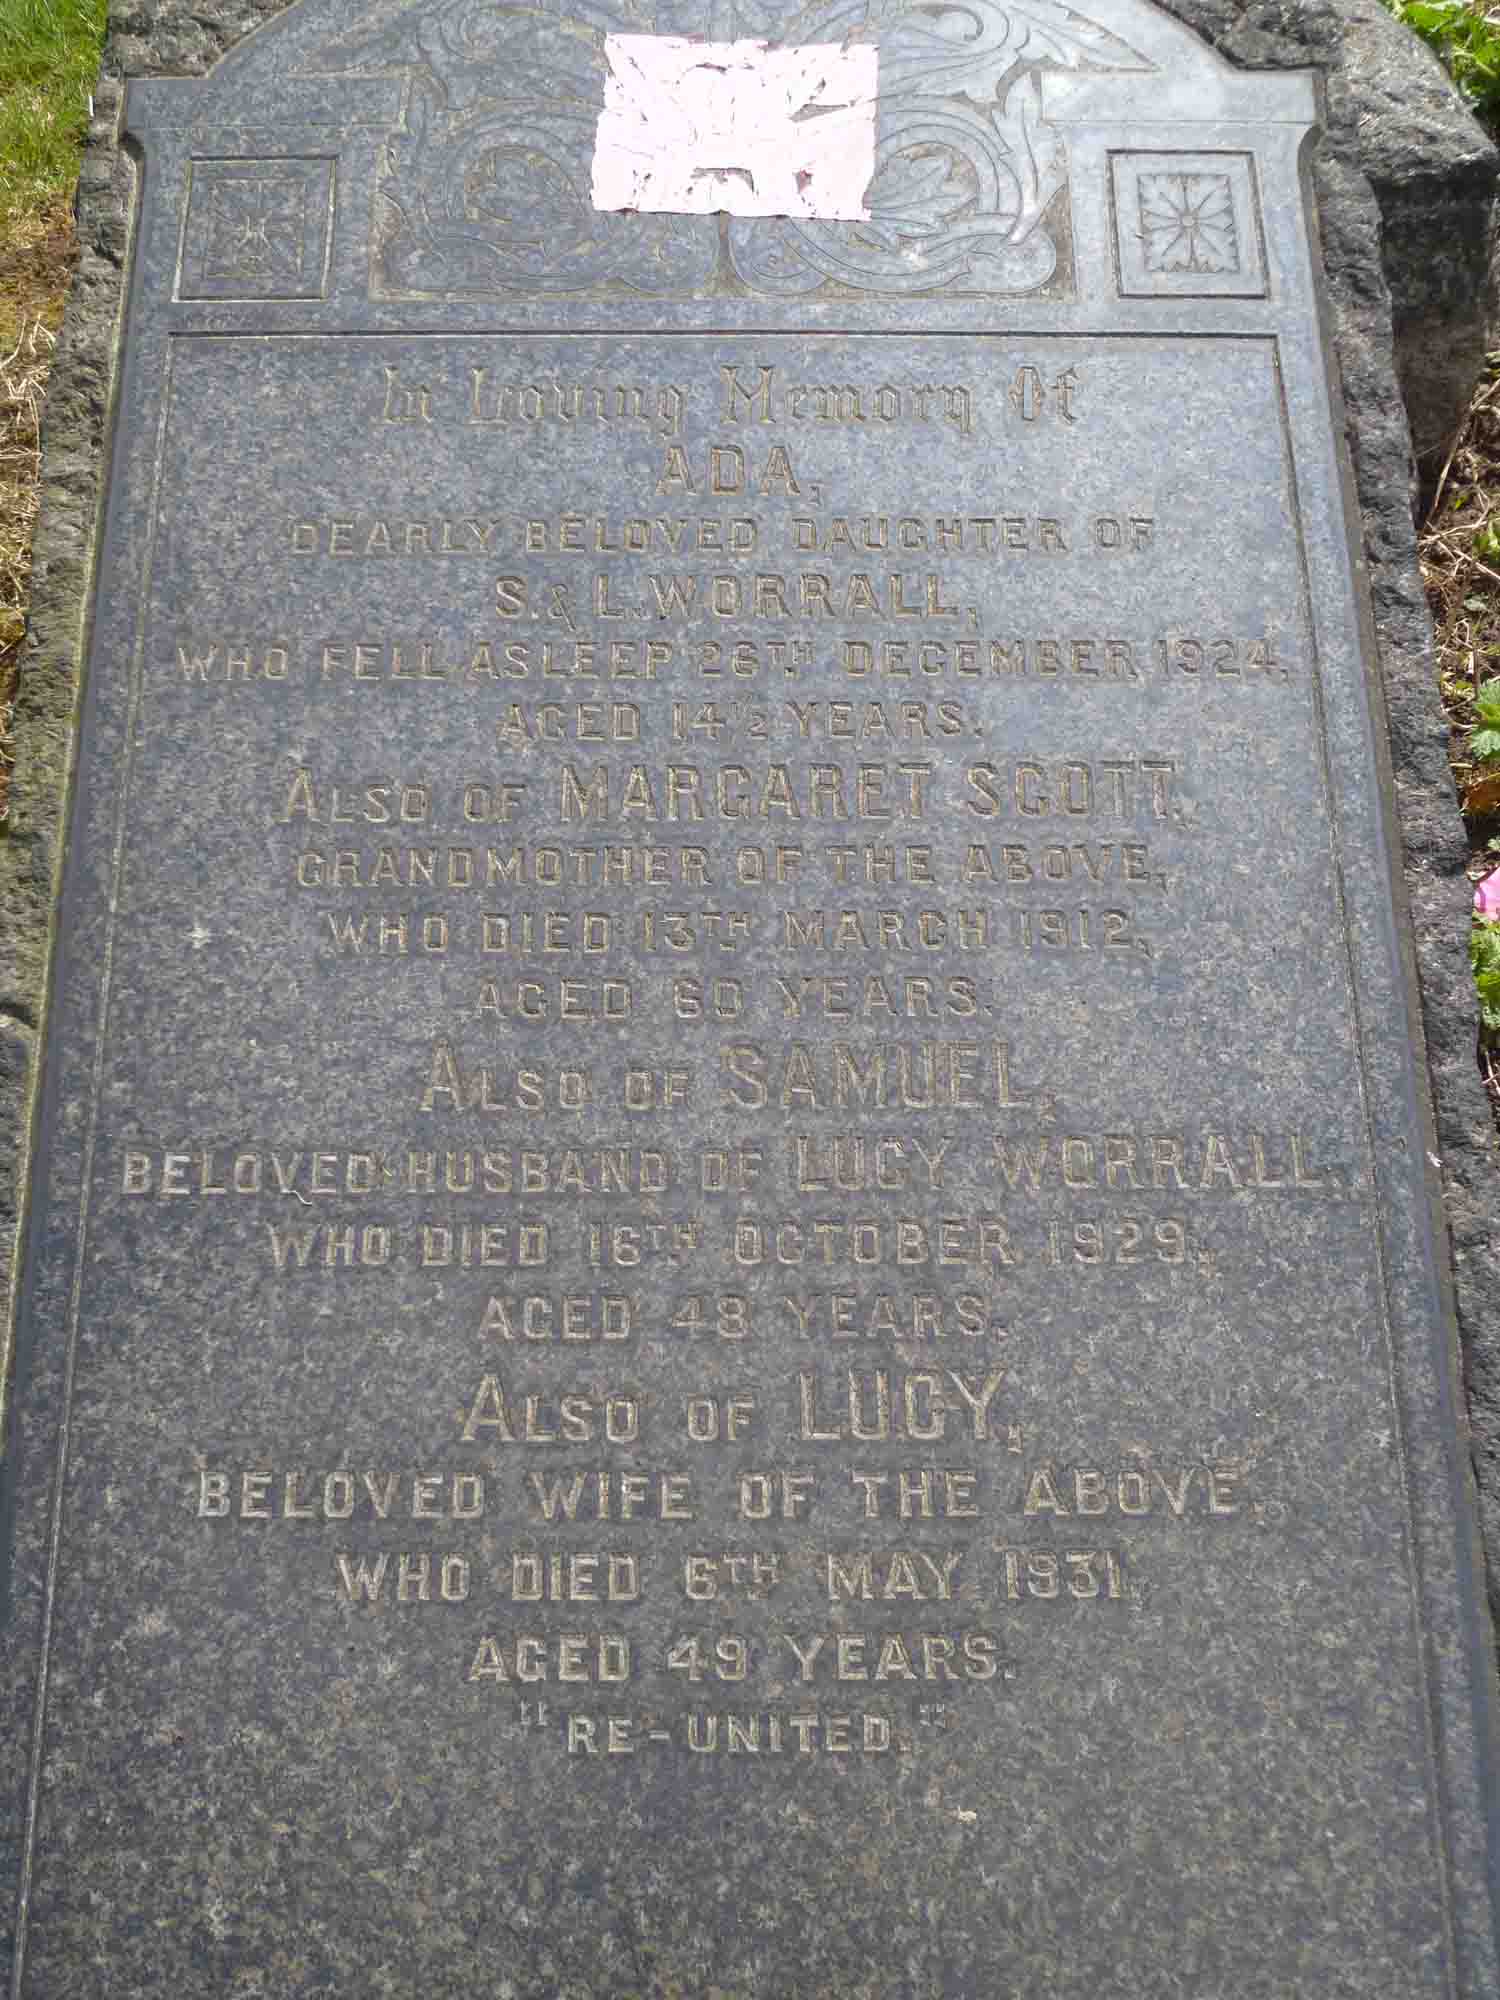 In Loving Memory Of
ADA,
DEARLY BELOVED DAUGHTER OF
S. & L. WORRALL,
WHO FELL ASLEEP 26TH DECEMBER 1924,
AGED 14½ YEARS.
ALSO OF MARGARET SCOTT,
GRANDMOTHER OF THE ABOVE,
WHO DIED 13TH MARCH 1912,
AGED 60 YEARS.
ALSO OF SAMUEL,
BELOVED HUSBAND OF LUCY WORRALL,
WHO DIED 16TH OCTOBER 1929,
AGED 48 YEARS.
ALSO OF LUCY,
BELOVED WIFE OF THE ABOVE,
WHO DIED 6TH MAY 1931,
AGED 49 YEARS.
"RE-UNITED."